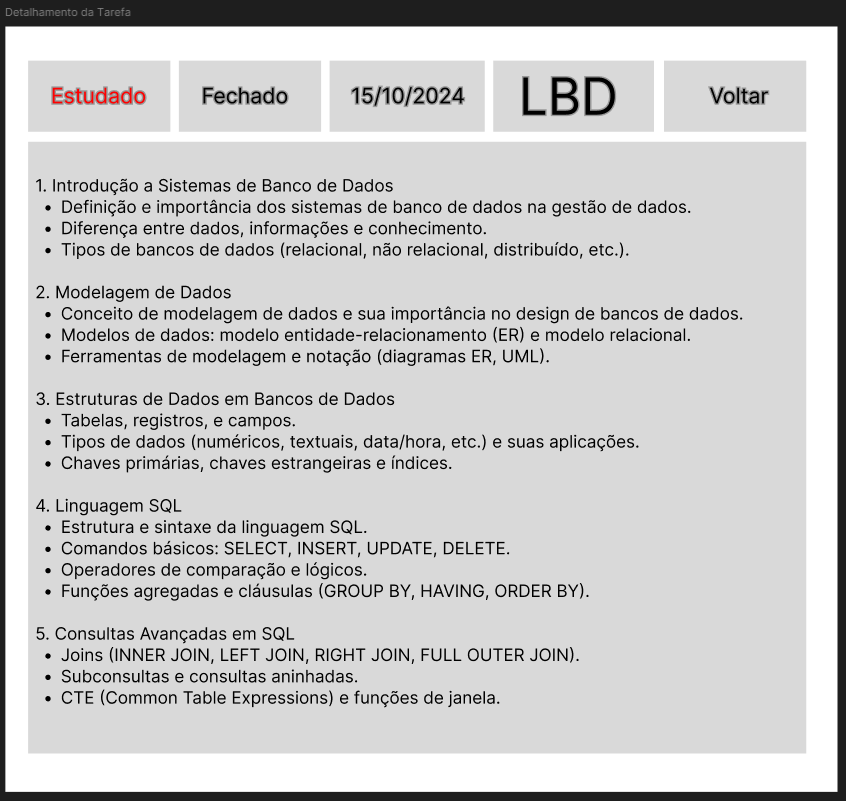 Detalhamento da Tarefa
Estudado
Fechado
15/10/2024
LBD
Voltar
1. Introdução a Sistemas de Banco de Dados
• Definição e importância dos sistemas de banco de dados na gestão de dados.
• Diferença entre dados, informações e conhecimento.
• Tipos de bancos de dados (relacional, não relacional, distribuído, etc.).
2. Modelagem de Dados
• Conceito de modelagem de dados e sua importância no design de bancos de dados.
• Modelos de dados: modelo entidade-relacionamento (ER) e modelo relacional.
• Ferramentas de modelagem e notação (diagramas ER, UML).
3. Estruturas de Dados em Bancos de Dados
• Tabelas, registros, e campos.
• Tipos de dados (numéricos, textuais, data/hora, etc.) e suas aplicações.
• Chaves primárias, chaves estrangeiras e índices.
4. Linguagem SQL
• Estrutura e sintaxe da linguagem SQL.
• Comandos básicos: SELECT, INSERT, UPDATE, DELETE.
• Operadores de comparação e lógicos.
• Funções agregadas e cláusulas (GROUP BY, HAVING, ORDER BY).
5. Consultas Avançadas em SQL
• Joins (INNER JOIN, LEFT JOIN, RIGHT JOIN, FULL OUTER JOIN).
• Subconsultas e consultas aninhadas.
• CTE (Common Table Expressions) e funções de janela.